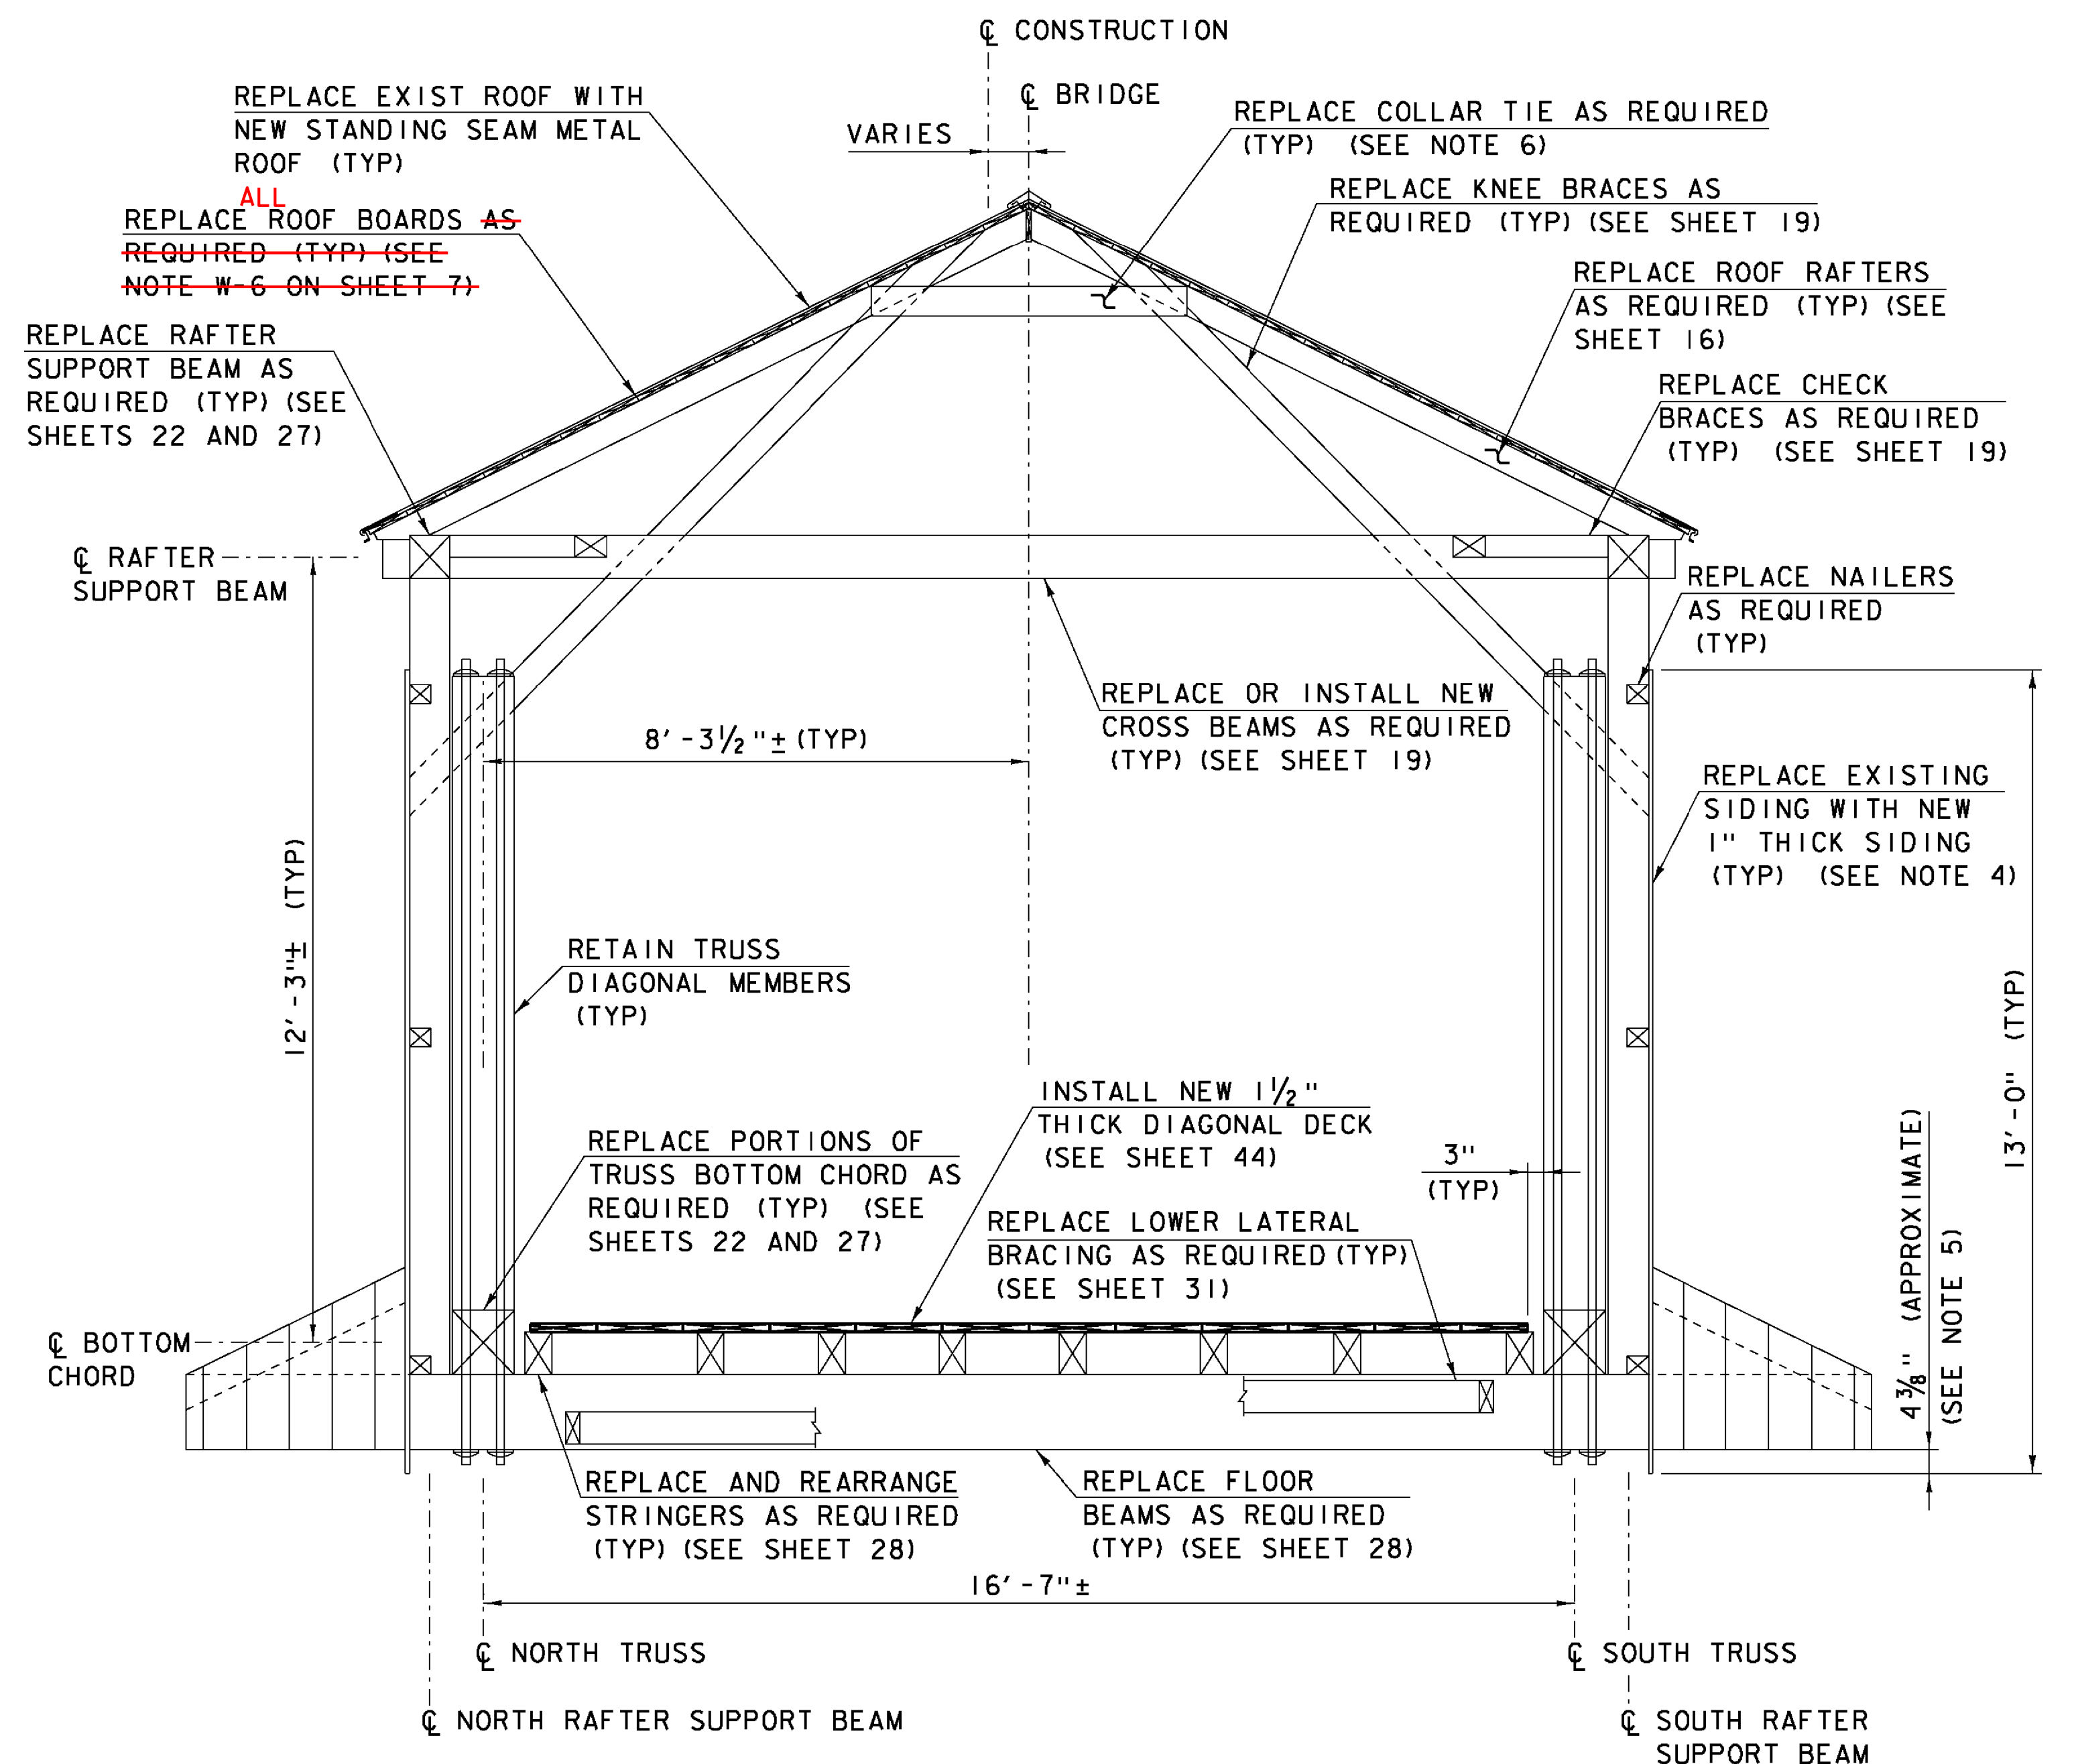 ℄ CONSTRUCTION
℄ BRIDGE
VARIES
REPLACE EXIST ROOF WITH
NEW STANDING SEAM METAL
ROOF (TYP)
ALL
REPLACE ROOF BOARDS AS
REQUIRED (TYP) (SEE
NOTE W-6 ON SHEET 7)
REPLACE RAFTER
SUPPORT BEAM AS
REQUIRED (TYP) (SEE
SHEETS 22 AND 27)
REPLACE COLLAR TIE AS REQUIRED
(TYP) (SEE NOTE 6)
REPLACE KNEE BRACES AS
REQUIRED (TYP) (SEE SHEET 19)
REPLACE ROOF RAFTERS
AS REQUIRED (TYP) (SEE
SHEET 16)
REPLACE CHECK
BRACES AS REQUIRED
(TYP) (SEE SHEET 19)
℄ RAFTER
SUPPORT BEAM
REPLACE NAILERS
AS REQUIRED
(TYP)
REPLACE OR INSTALL NEW
CROSS BEAMS AS REQUIRED
(TYP) (SEE SHEET 19)
8'-3½"± (TYP)
REPLACE EXISTING
SIDING WITH NEW
1" THICK SIDING
(TYP) (SEE NOTE 4)
12'-3"± (TYP)
RETAIN TRUSS
DIAGONAL MEMBERS
(TYP)
13'-0" (TYP)
INSTALL NEW 1½"
THICK DIAGONAL DECK
(SEE SHEET 44)
REPLACE PORTIONS OF
TRUSS BOTTOM CHORD AS
REQUIRED (TYP) (SEE
SHEETS 22 AND 27)
3"
(TYP)
REPLACE LOWER LATERAL
BRACING AS REQUIRED (TYP)
(SEE SHEET 31)
4⅜" (APPROXIMATE)
(SEE NOTE 5)
℄ BOTTOM
CHORD
REPLACE AND REARRANGE
STRINGERS AS REQUIRED
(TYP) (SEE SHEET 28)
REPLACE FLOOR
BEAMS AS REQUIRED
(TYP) (SEE SHEET 28)
16'-7"±
℄ NORTH TRUSS
℄ SOUTH TRUSS
℄ NORTH RAFTER SUPPORT BEAM
℄ SOUTH RAFTER
SUPPORT BEAM